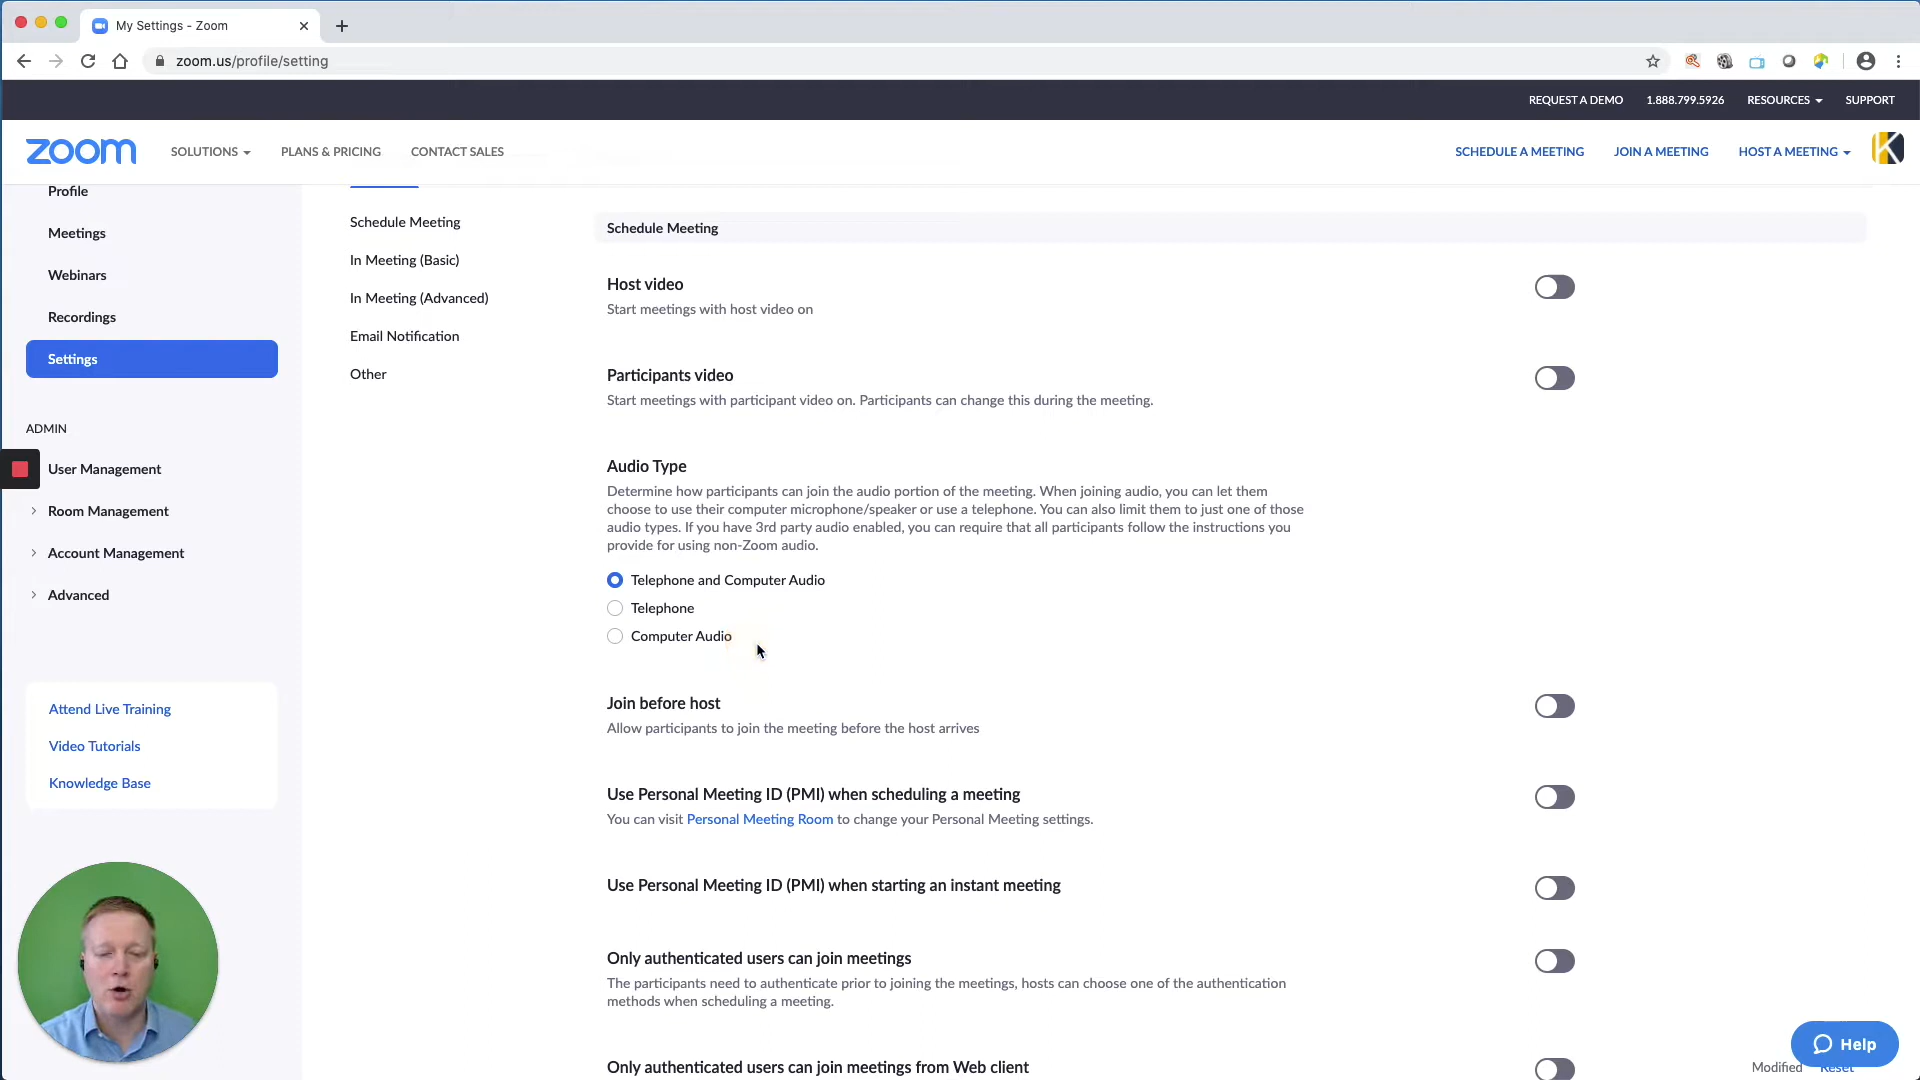 My Settings - Zoom
zoom.us/profile/setting
REQUEST A DEMO 1.888.799.5926 RESOURCES SUPPORT
zoom SOLUTIONS PLANS & PRICING CONTACT SALES SCHEDULE A MEETING JOIN A MEETING HOST A MEETING K
Profile
Meetings
Webinars
Recordings
Settings
ADMIN
User Management
Room Management
Account Management
Advanced
Attend Live Training
Video Tutorials
Knowledge Base
Schedule Meeting
In Meeting (Basic)
In Meeting (Advanced)
Email Notification
Other
Schedule Meeting
Host video
Start meetings with host video on
Participants video
Start meetings with participant video on. Participants can change this during the meeting.
Audio Type
Determine how participants can join the audio portion of the meeting. When joining audio, you can let them
choose to use their computer microphone/speaker or use a telephone. You can also limit them to just one of those
audio types. If you have 3rd party audio enabled, you can require that all participants follow the instructions you
provide for using non-Zoom audio.
Telephone and Computer Audio
Telephone
Computer Audio
Join before host
Allow participants to join the meeting before the host arrives
Use Personal Meeting ID (PMI) when scheduling a meeting
You can visit Personal Meeting Room to change your Personal Meeting settings.
Use Personal Meeting ID (PMI) when starting an instant meeting
Only authenticated users can join meetings
The participants need to authenticate prior to joining the meetings, hosts can choose one of the authentication
methods when scheduling a meeting.
Only authenticated users can join meetings from Web client
Modified Reset
Help